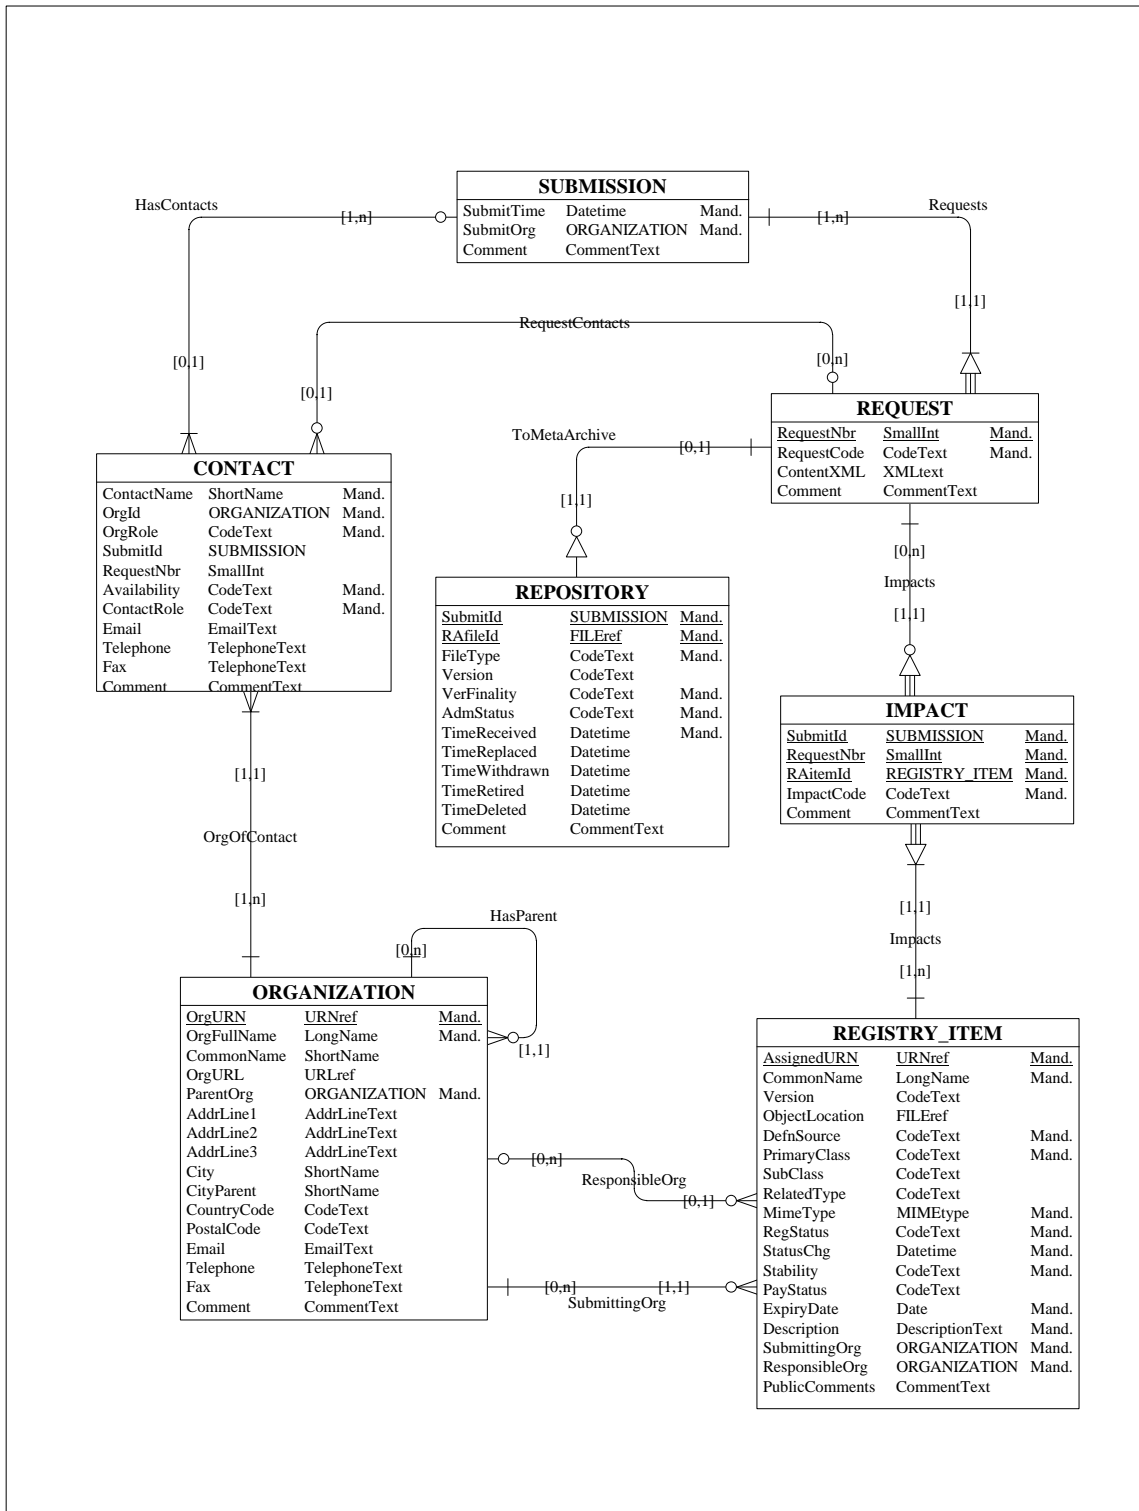 SUBMISSION
SubmitTime Datetime Mand.
SubmitOrg ORGANIZATION Mand.
Comment CommentText
HasContacts
[1,n]
[0,1]
Requests
[1,n]
[1,1]
RequestContacts
[0,1]
[0,n]
REQUEST
RequestNbr SmallInt Mand.
RequestCode CodeText Mand.
ContentXML XMLtext
Comment CommentText
ToMetaArchive
[0,1]
[1,1]
CONTACT
ContactName ShortName Mand.
OrgId ORGANIZATION Mand.
OrgRole CodeText Mand.
SubmitId SUBMISSION
RequestNbr SmallInt
Availability CodeText Mand.
ContactRole CodeText Mand.
Email EmailText
Telephone TelephoneText
Fax TelephoneText
Comment CommentText
REPOSITORY
SubmitId SUBMISSION Mand.
RAfileId FILEref Mand.
FileType CodeText Mand.
Version CodeText
VerFinality CodeText Mand.
AdmStatus CodeText Mand.
TimeReceived Datetime Mand.
TimeReplaced Datetime
TimeWithdrawn Datetime
TimeRetired Datetime
TimeDeleted Datetime
Comment CommentText
[0,n]
Impacts
[1,1]
IMPACT
SubmitId SUBMISSION Mand.
RequestNbr SmallInt Mand.
RAitemId REGISTRY_ITEM Mand.
ImpactCode CodeText Mand.
Comment CommentText
[1,1]
Impacts
[1,n]
[1,1]
OrgOfContact
[1,n]
HasParent
[0,n]
[1,1]
ORGANIZATION
OrgURN URNref Mand.
OrgFullName LongName Mand.
CommonName ShortName
OrgURL URLref
ParentOrg ORGANIZATION Mand.
AddrLine1 AddrLineText
AddrLine2 AddrLineText
AddrLine3 AddrLineText
City ShortName
CityParent ShortName
CountryCode CodeText
PostalCode CodeText
Email EmailText
Telephone TelephoneText
Fax TelephoneText
Comment CommentText
[0,n]
ResponsibleOrg
[0,1]
[0,n]
[1,1]
SubmittingOrg
REGISTRY_ITEM
AssignedURN URNref Mand.
CommonName LongName Mand.
Version CodeText
ObjectLocation FILEref
DefnSource CodeText Mand.
PrimaryClass CodeText Mand.
SubClass CodeText
RelatedType CodeText
MimeType MIMEtype Mand.
RegStatus CodeText Mand.
StatusChg Datetime Mand.
Stability CodeText Mand.
PayStatus CodeText
ExpiryDate Date Mand.
Description DescriptionText Mand.
SubmittingOrg ORGANIZATION Mand.
ResponsibleOrg ORGANIZATION Mand.
PublicComments CommentText